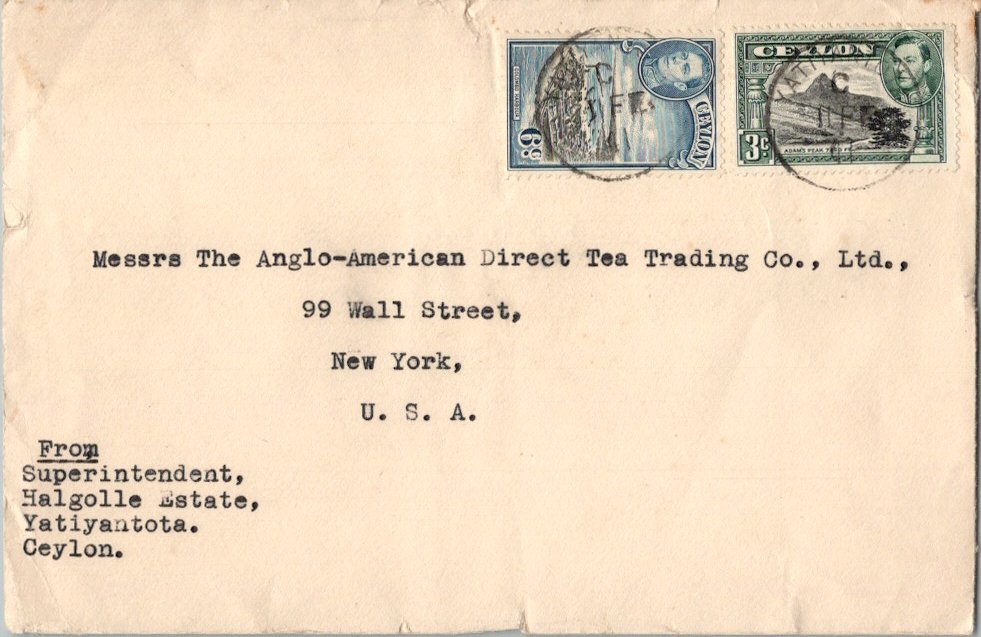 CEYLON
6c
CEYLON
3c
ADAM'S PEAK
Messrs The Anglo-American Direct Tea Trading Co., Ltd.,
99 Wall Street,
New York,
U. S. A.
From
Superintendent,
Halgolle Estate,
Yatiyantota.
Ceylon.